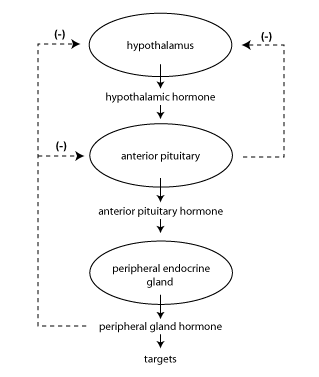 (-)
(-)
hypothalamus
hypothalamic hormone
(-)
anterior pituitary
anterior pituitary hormone
peripheral endocrine
gland
peripheral gland hormone
targets